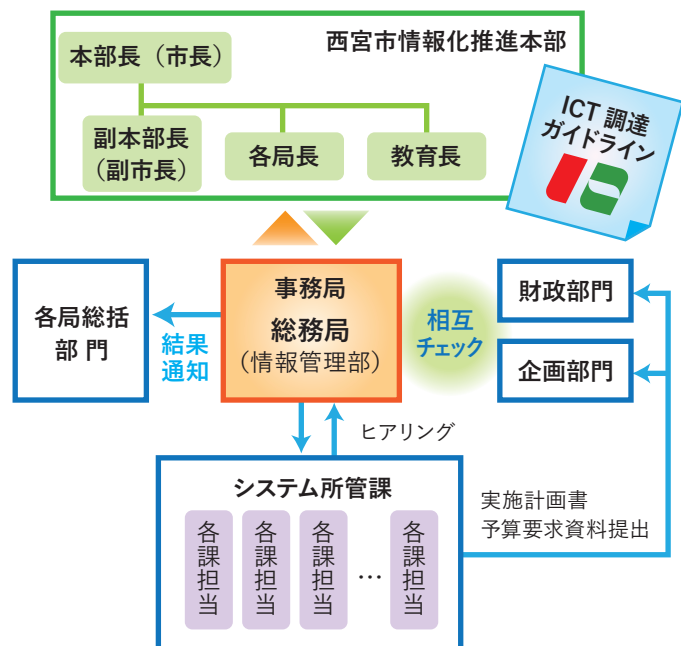 西宮市情報化推進本部
本部長（市長）
副本部長
（副市長）
各局長
教育長
ICT 調達
ガイドライン
各局総括
部 門
結果
通知
事務局
総務局
（情報管理部）
相互
チェック
財政部門
企画部門
ヒアリング
システム所管課
各課担当
各課担当
各課担当
…
各課担当
実施計画書
予算要求資料提出